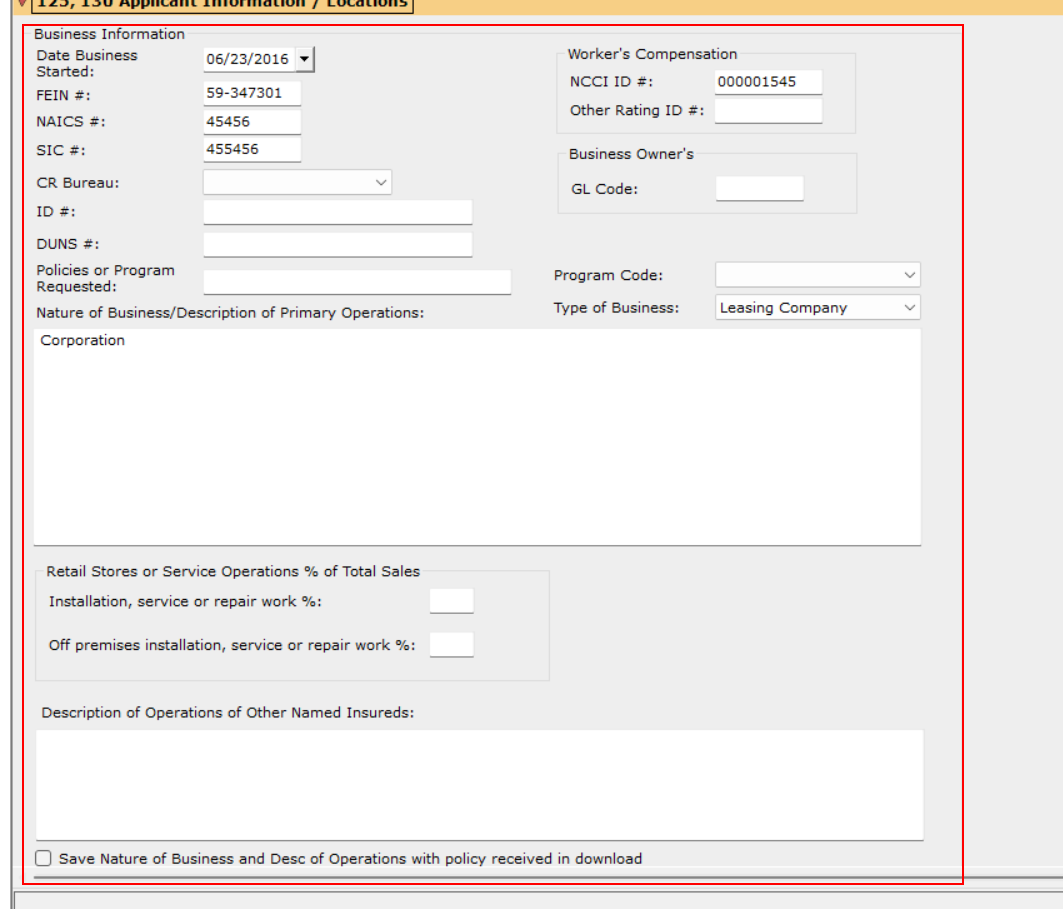 125, 130 Applicant Information / Locations
Business Information
Date Business
Started:
06/23/2016
FEIN #:
59-347301
NAICS #:
45456
SIC #:
455456
CR Bureau:
ID #:
DUNS #:
Policies or Program
Requested:
Worker's Compensation
NCCI ID #:
000001545
Other Rating ID #:
Business Owner's
GL Code:
Program Code:
Type of Business:
Leasing Company
Nature of Business/Description of Primary Operations:
Corporation
Retail Stores or Service Operations % of Total Sales
Installation, service or repair work %:
Off premises installation, service or repair work %:
Description of Operations of Other Named Insureds:
Save Nature of Business and Desc of Operations with policy received in download